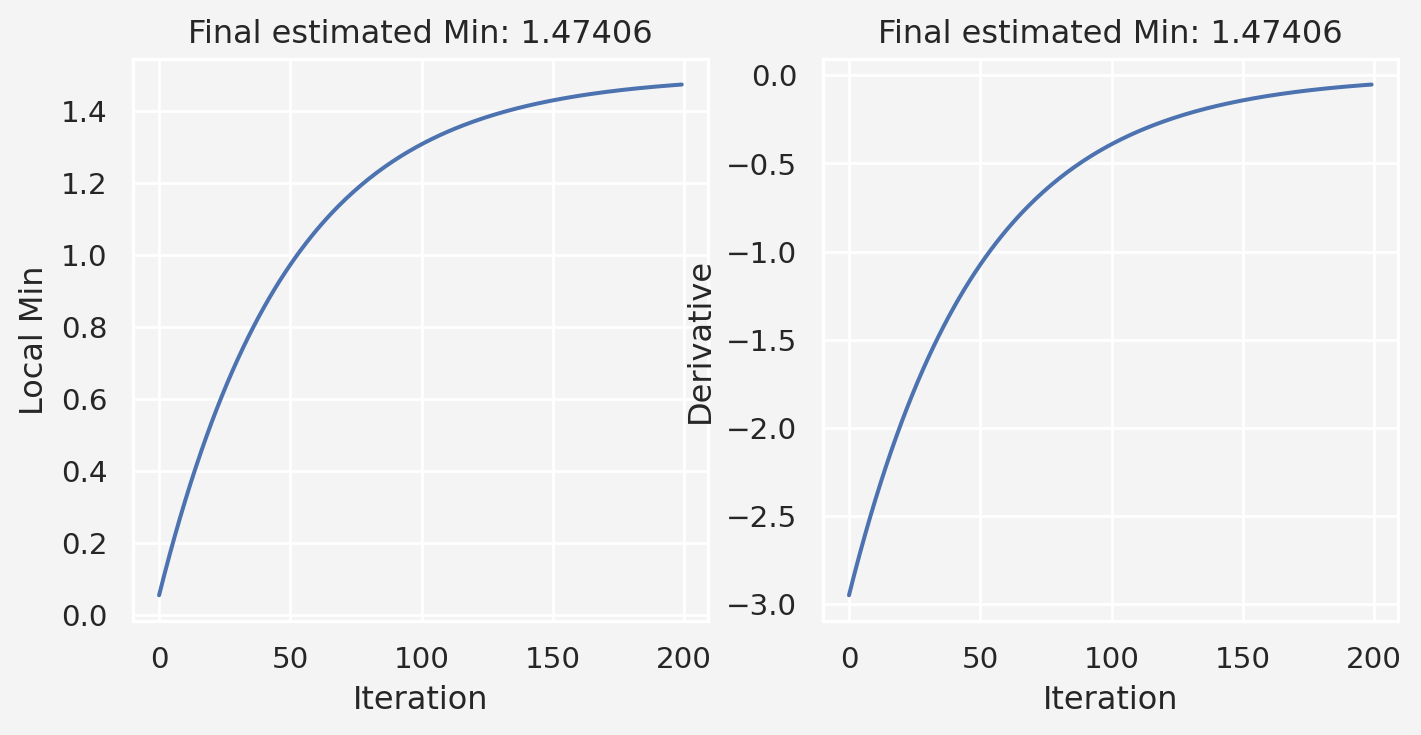 Final estimated Min: 1.47406
Local Min
1.4
1.2
1.0
0.8
0.6
0.4
0.2
0.0
0 50 100 150 200
Iteration
Final estimated Min: 1.47406
Derivative
0.0
−0.5
−1.0
−1.5
−2.0
−2.5
−3.0
0 50 100 150 200
Iteration